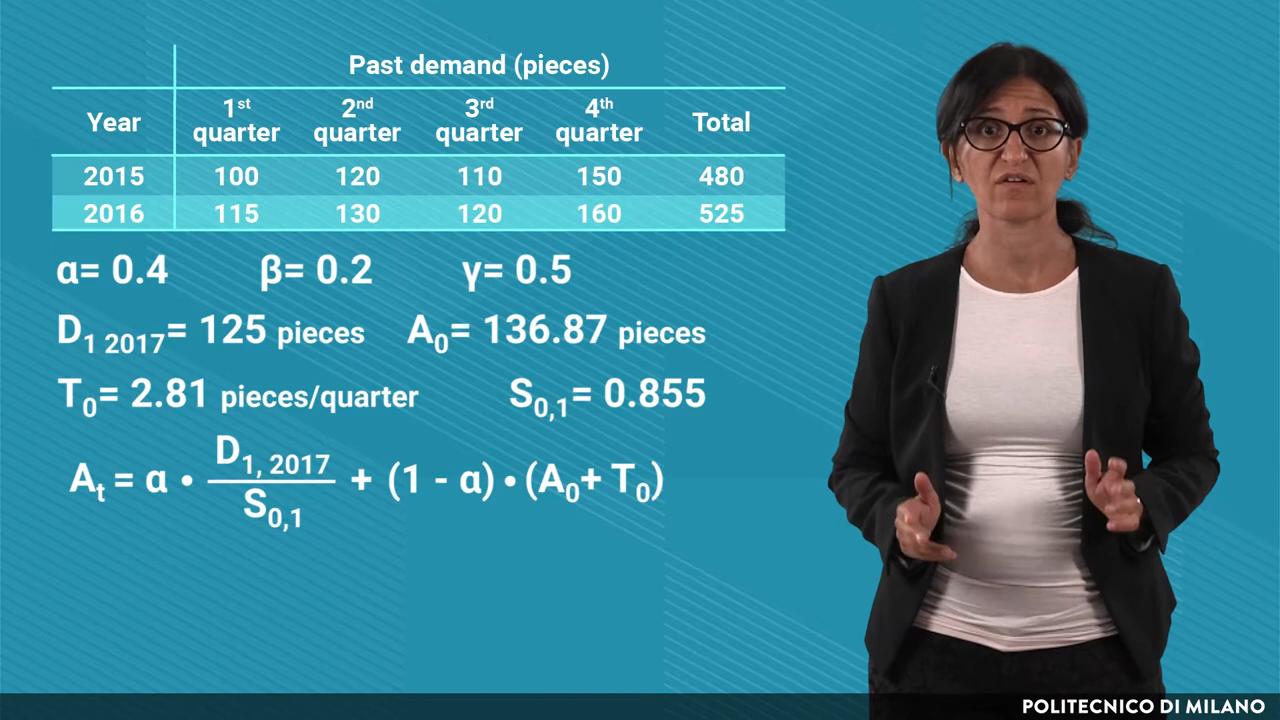 Past demand (pieces)
Year 1st quarter 2nd quarter 3rd quarter 4th quarter Total
2015 100 120 110 150 480
2016 115 130 120 160 525
α= 0.4 β= 0.2 γ= 0.5
D1 2017= 125 pieces A0= 136.87 pieces
T0= 2.81 pieces/quarter S0,1= 0.855
At = α • D1, 2017 / S0,1 + (1 - α) • (A0+ T0)
POLITECNICO DI MILANO